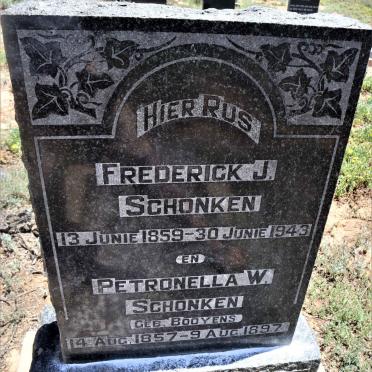 HIER RUS
FREDERICK J.
SCHONKEN
13 JUNIE 1859-30 JUNIE 1943
EN
PETRONELLA W.
SCHONKEN
GEB. BOOYENS
14 AUG. 1857-9 AUG. 1897